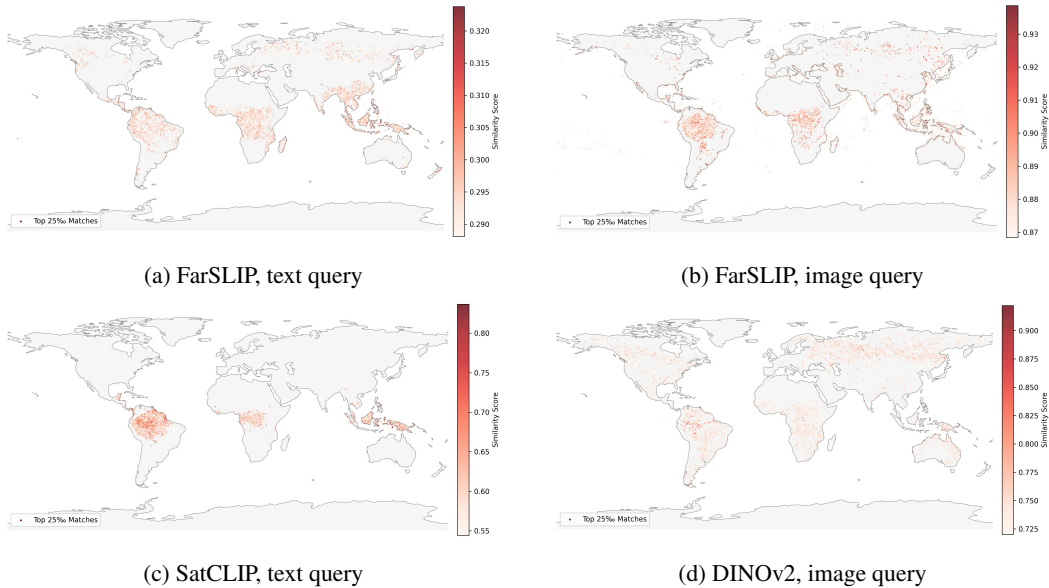 0.320
0.315
0.310
0.305
0.300
0.295
0.290
Similarity Score
Top 25‰ Matches
(a) FarSLIP, text query
0.93
0.92
0.91
0.90
0.89
0.88
0.87
Similarity Score
Top 25‰ Matches
(b) FarSLIP, image query
0.80
0.75
0.70
0.65
0.60
0.55
Similarity Score
Top 25‰ Matches
(c) SatCLIP, text query
0.900
0.875
0.850
0.825
0.800
0.775
0.750
0.725
Similarity Score
Top 25‰ Matches
(d) DINOv2, image query